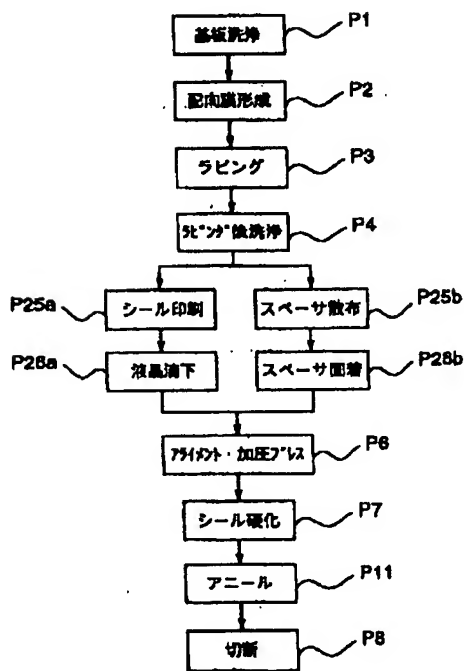 基板洗浄 P1
配向膜形成 P2
ラビング P3
ラビング後洗浄 P4
P25a シール印刷 スペーサ散布 P25b
P26a 液晶滴下 スペーサ固着 P26b
アライメント・加圧プレス P6
シール硬化 P7
アニール P11
切断 P8